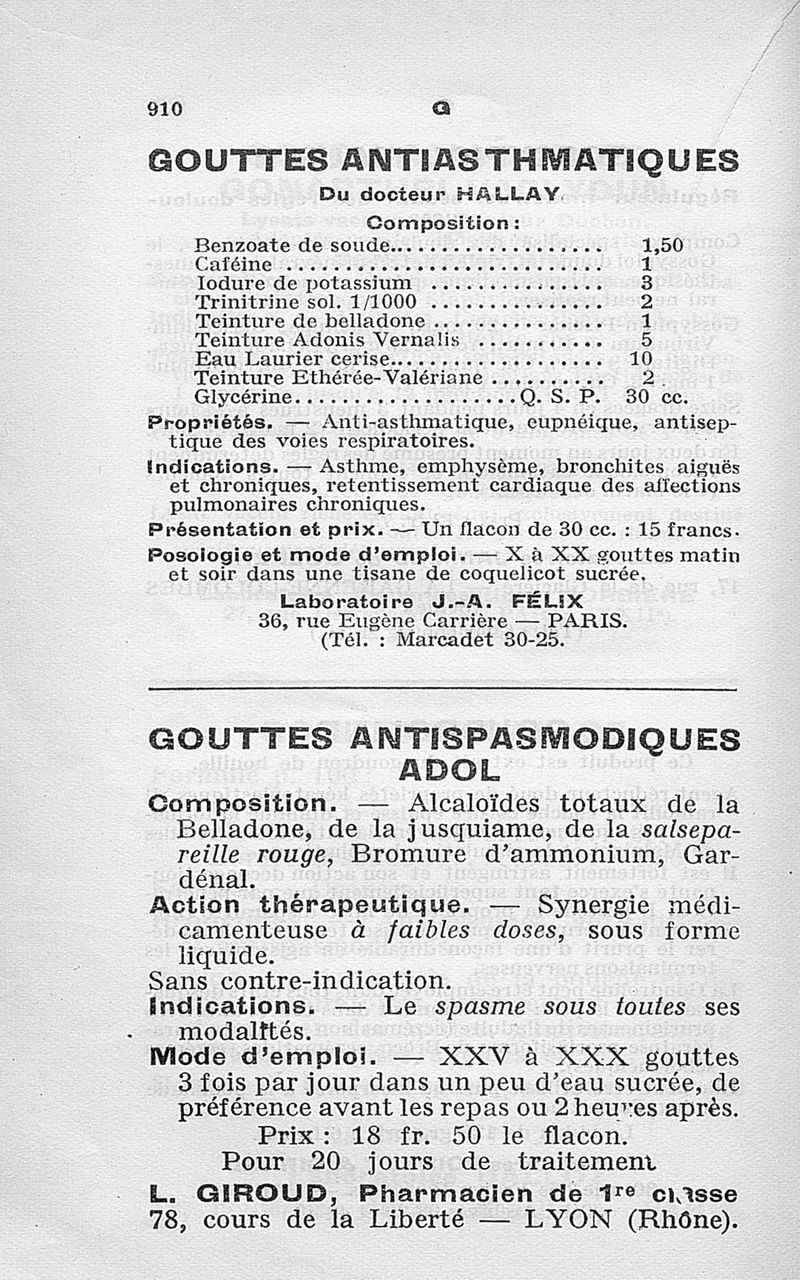 910 G
GOUTTES ANTIASTHMATIQUES
Du docteur HALLAY
Composition :
Benzoate de soude.................... 1,50
Caféine ............................ 1
Iodure de potassium ................ 3
Trinitrine sol. 1/1000 ................ 2
Teinture de belladone ............... 1
Teinture Adonis Vernalis ........... 5
Eau Laurier cerise................... 10
Teinture Ethérée-Valériane .......... 2
Glycérine....................Q. S. P. 30 cc.
Propriétés. — Anti-asthmatique, eupnéique, antisep-
tique des voies respiratoires.
Indications. — Asthme, emphysème, bronchites aiguës
et chroniques, retentissement cardiaque des affections
pulmonaires chroniques.
Présentation et prix. — Un flacon de 30 cc. : 15 francs.
Posologie et mode d'emploi. — X à XX gouttes matin
et soir dans une tisane de coquelicot sucrée.
Laboratoire J.-A. FÉLIX
36, rue Eugène Carrière — PARIS.
(Tél. : Marcadet 30-25.
GOUTTES ANTISPASMODIQUES
ADOL
Composition. — Alcaloïdes totaux de la
Belladone, de la jusquiame, de la salsepa-
reille rouge, Bromure d'ammonium, Gar-
dénal.
Action thérapeutique. — Synergie médi-
camenteuse à faibles doses, sous forme
liquide.
Sans contre-indication.
Indications. — Le spasme sous toutes ses
modalités.
Mode d'emploi. — XXV à XXX gouttes
3 fois par jour dans un peu d'eau sucrée, de
préférence avant les repas ou 2 heures après.
Prix : 18 fr. 50 le flacon.
Pour 20 jours de traitement
L. GIROUD, Pharmacien de 1re classe
78, cours de la Liberté — LYON (Rhône).